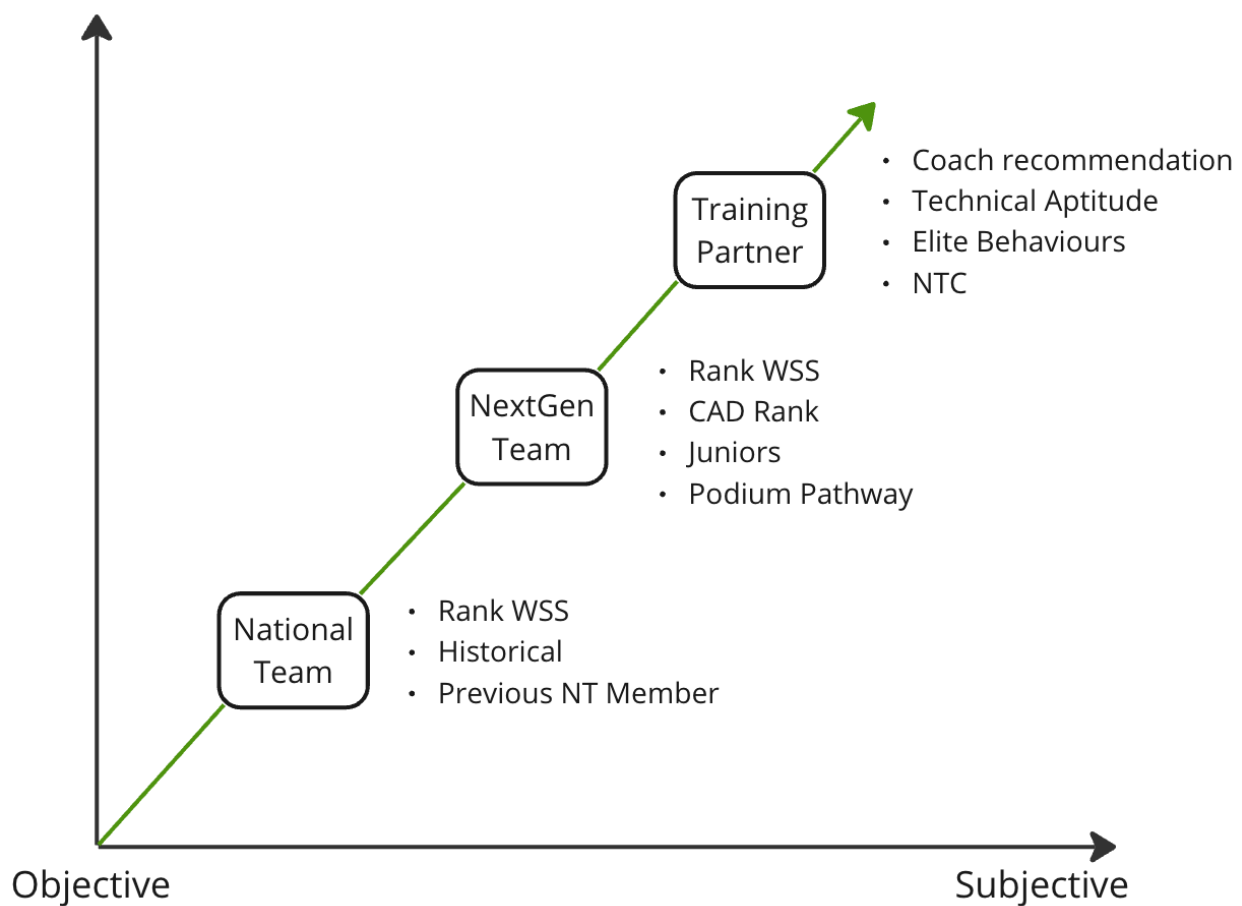 Training
Partner
• Coach recommendation
• Technical Aptitude
• Elite Behaviours
• NTC
NextGen
Team
• Rank WSS
• CAD Rank
• Juniors
• Podium Pathway
National
Team
• Rank WSS
• Historical
• Previous NT Member
Objective
Subjective